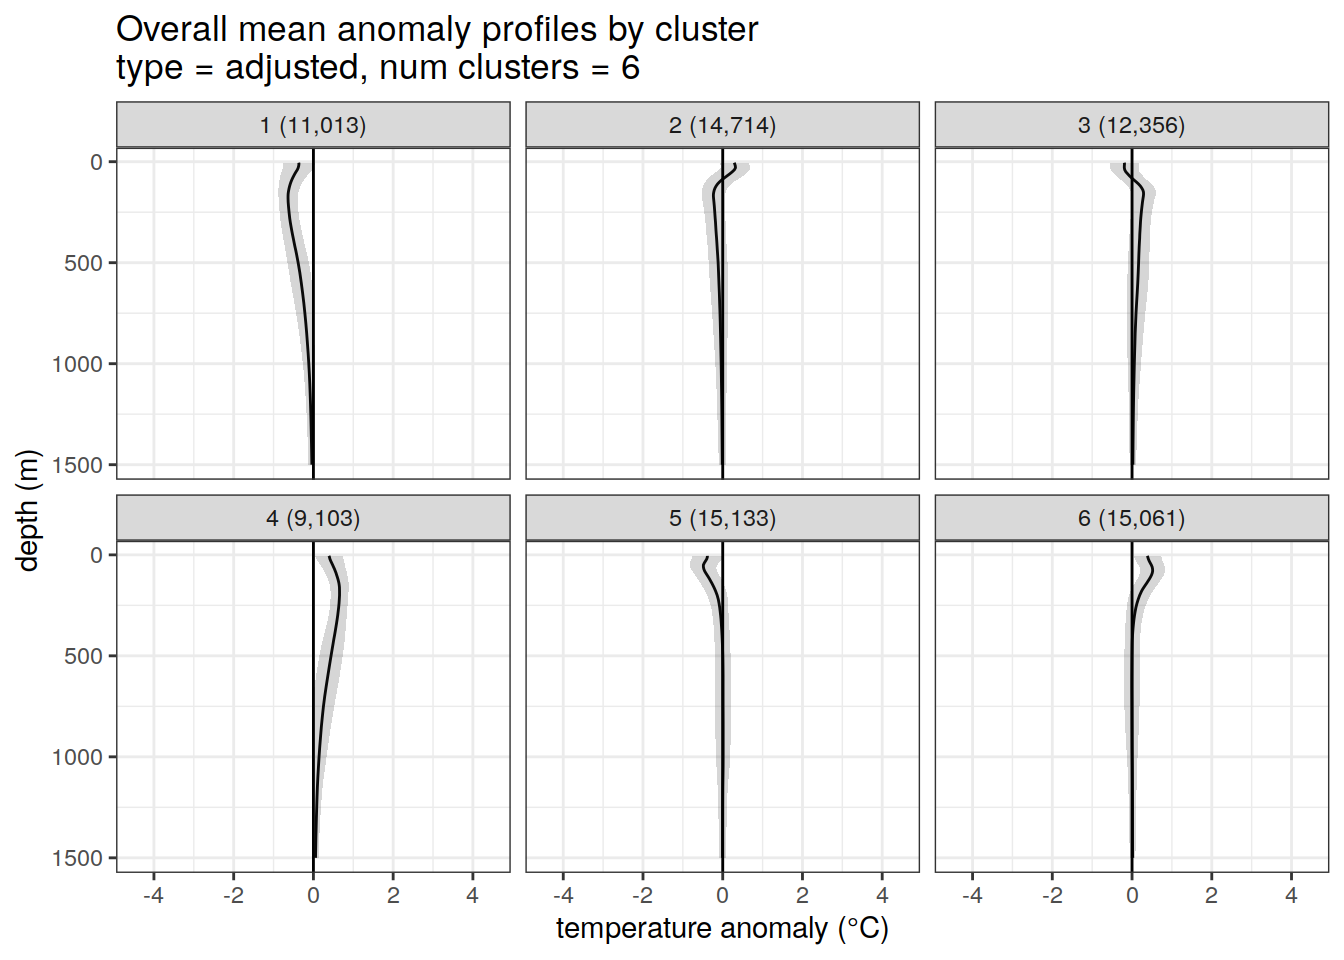 Overall mean anomaly profiles by cluster
type = adjusted, num clusters = 6
1 (11,013)
2 (14,714)
3 (12,356)
0
500
1000
1500
4 (9,103)
5 (15,133)
6 (15,061)
0
500
1000
1500
depth (m)
-4 -2 0 2 4
-4 -2 0 2 4
-4 -2 0 2 4
temperature anomaly (°C)